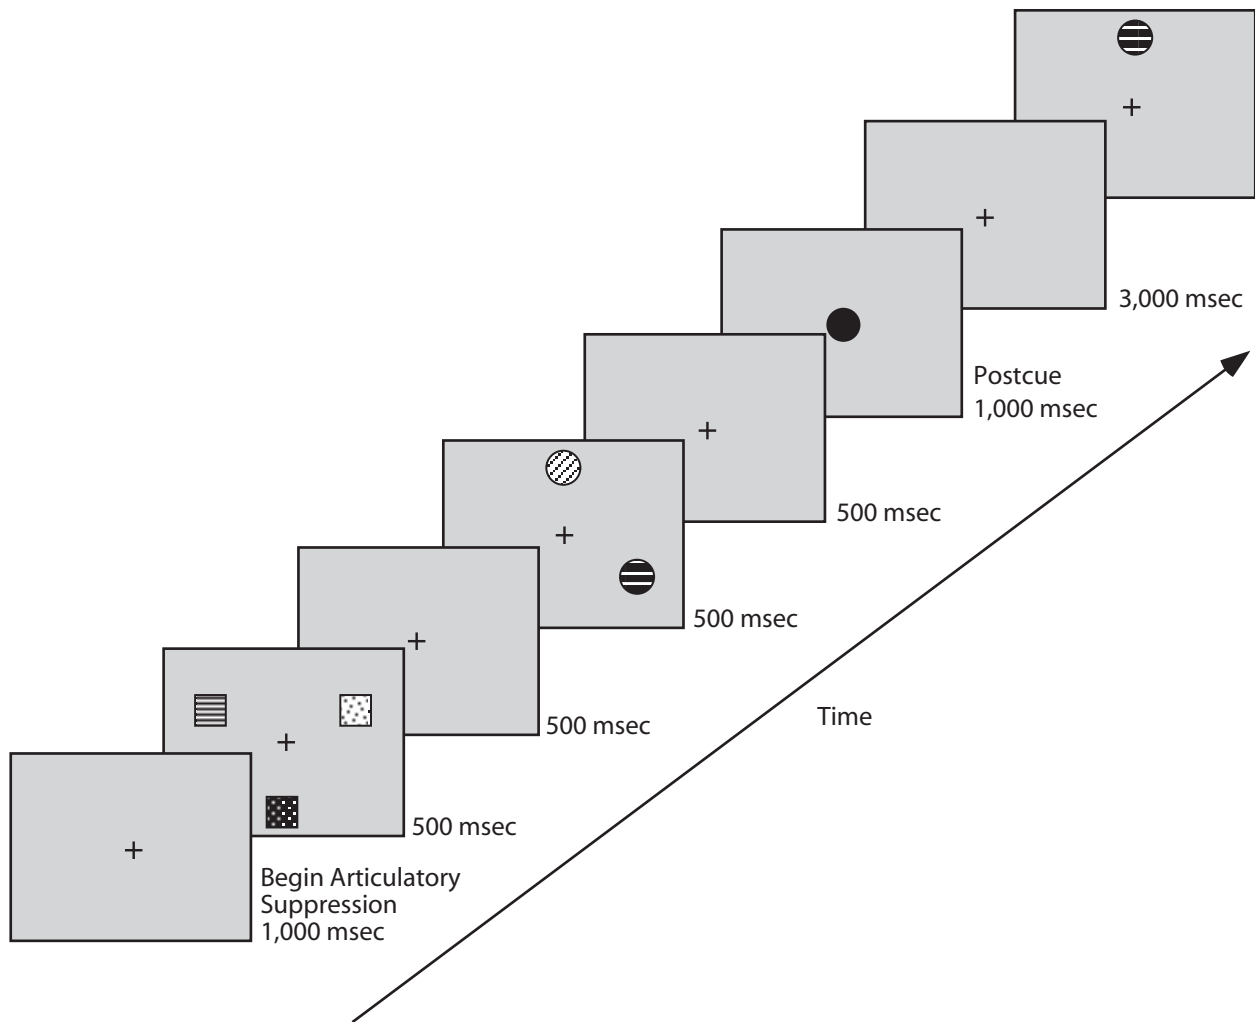 Begin Articulatory
Suppression
1,000 msec
500 msec
500 msec
500 msec
500 msec
Postcue
1,000 msec
3,000 msec
Time